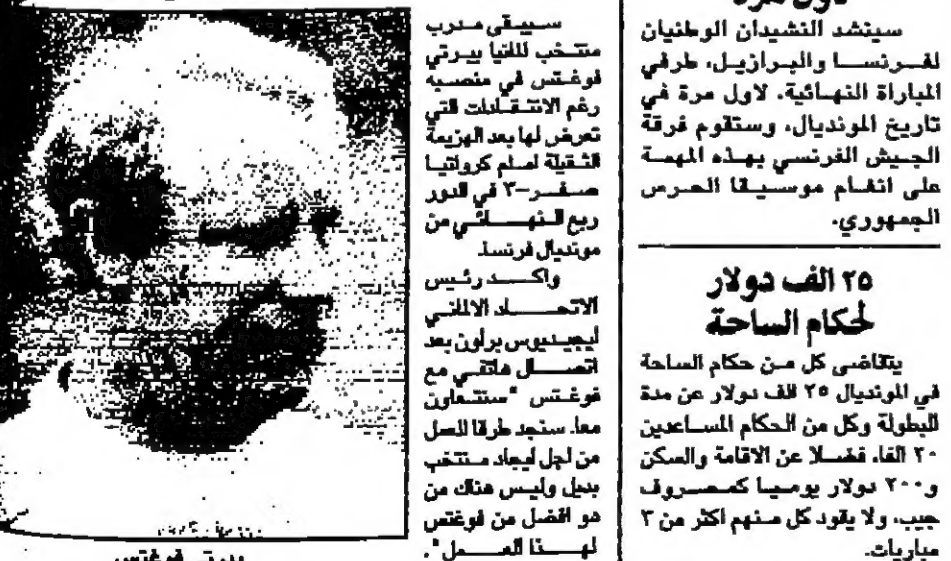 لأول مرة
سينشد النشيدان الوطنيان
لفرنسا والبرازيل، طرفي
المباراة النهائية، لاول مرة في
تاريخ المونديال، وستقوم فرقة
الجيش الفرنسي بهذه المهمة
على انغام موسيقا الحرس
الجمهوري.
٢٥ الف دولار
لحكام الساحة
يتقاضى كل من حكام الساحة
في المونديال ٢٥ الف دولار عن مدة
البطولة وكل من الحكام المساعدين
٢٠ الفا، فضلا عن الاقامة والسكن
و٢٠٠ دولار يوميا كمصروف
جيب، ولا يقود كل منهم اكثر من ٣
مباريات.
سيبقى مدرب
منتخب المانيا بيرتي
فوغتس في منصبه
رغم الانتقادات التي
تعرض لها بعد الهزيمة
الثقيلة امام كرواتيا
صفر-٣ في الدور
ربع النهائي من
مونديال فرنسا.
واكد رئيس
الاتحاد الالماني
ايجيديوس براون بعد
اتصال هاتفي مع
فوغتس "سنتعاون
معا. سنجد طرقا للعمل
من اجل ايجاد منتخب
بديل وليس هناك من
هو افضل من فوغتس
لهذا العمل".
بيرتي فوغتس